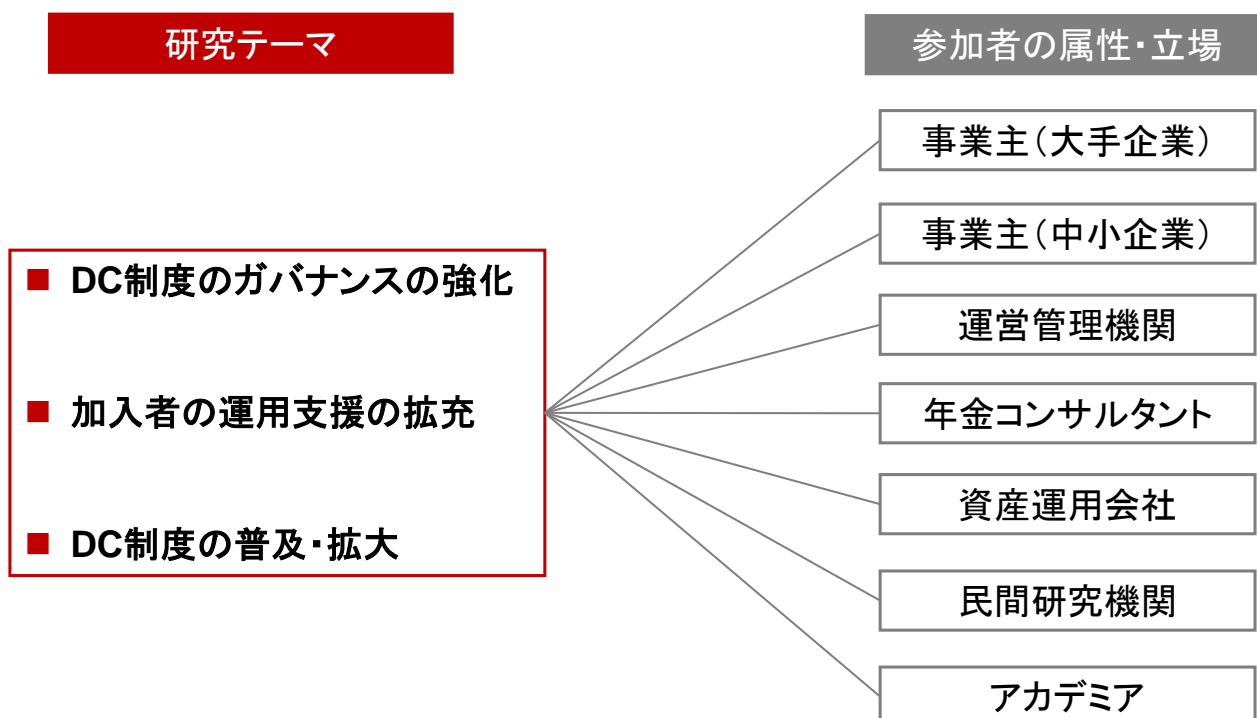 研究テーマ
参加者の属性・立場
■ DC制度のガバナンスの強化
■ 加入者の運用支援の拡充
■ DC制度の普及・拡大
事業主(大手企業)
事業主(中小企業)
運営管理機関
年金コンサルタント
資産運用会社
民間研究機関
アカデミア